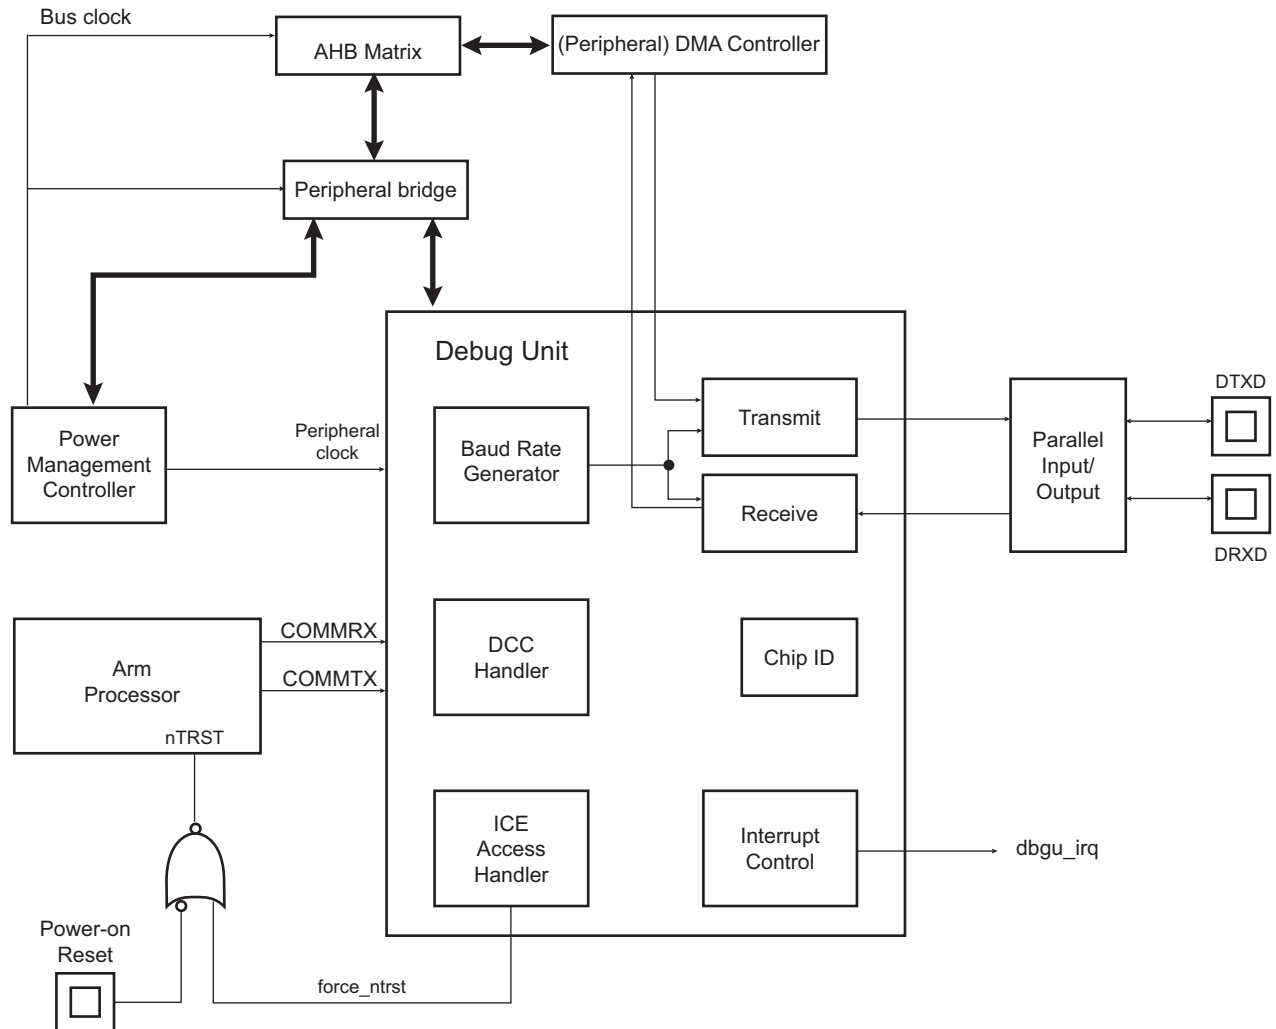 Bus clock
AHB Matrix
(Peripheral) DMA Controller
Peripheral bridge
Debug Unit
Power
Management
Controller
Peripheral
clock
Baud Rate
Generator
Transmit
Receive
Parallel
Input/
Output
DTXD
DRXD
Arm
Processor
nTRST
COMMRX
COMMTX
DCC
Handler
Chip ID
ICE
Access
Handler
Interrupt
Control
dbgu_irq
Power-on
Reset
force_ntrst